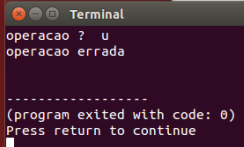 Terminal
operacao ?  u
operacao errada
------------------
(program exited with code: 0)
Press return to continue